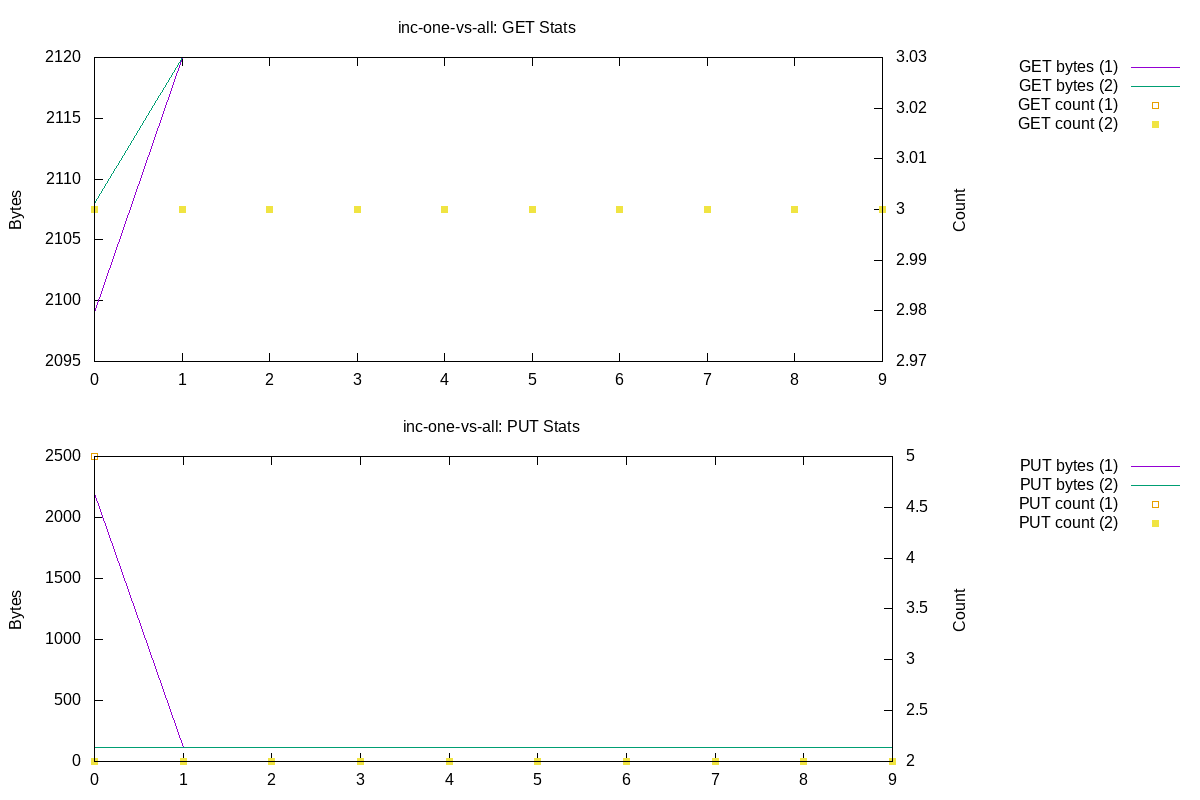 inc-one-vs-all: GET Stats
2120
2115
2110
2105
2100
2095
Bytes
0 1 2 3 4 5 6 7 8 9
3.03
3.02
3.01
3
2.99
2.98
2.97
Count
GET bytes (1)
GET bytes (2)
GET count (1)
GET count (2)
inc-one-vs-all: PUT Stats
2500
2000
1500
1000
500
0
Bytes
0 1 2 3 4 5 6 7 8 9
5
4.5
4
3.5
3
2.5
2
Count
PUT bytes (1)
PUT bytes (2)
PUT count (1)
PUT count (2)